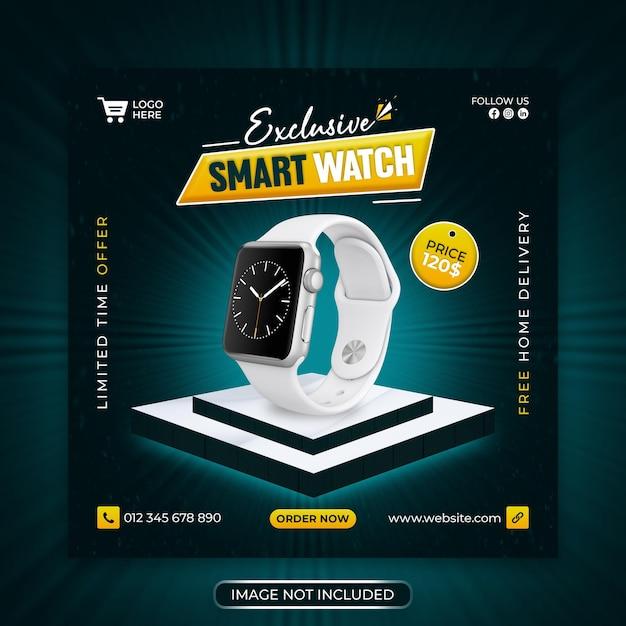 LOGO
HERE
FOLLOW US
Exclusive
SMART WATCH
PRICE
120$
LIMITED TIME OFFER
FREE HOME DELIVERY
012 345 678 890
ORDER NOW
www.website.com
IMAGE NOT INCLUDED